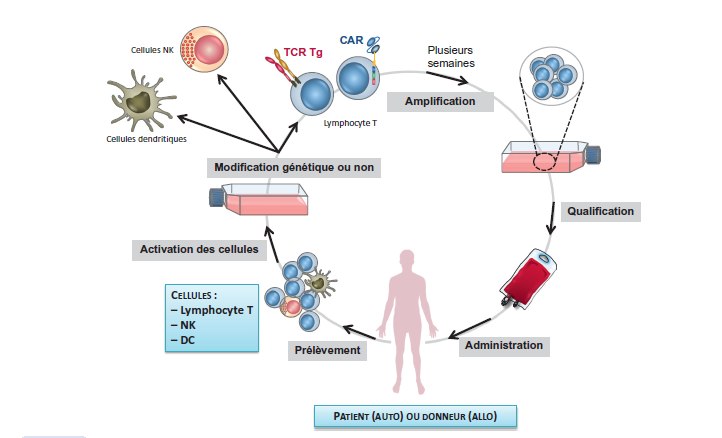 Cellules NK
TCR Tg
CAR
Plusieurs
semaines
Amplification
Lymphocyte T
Cellules dendritiques
Modification génétique ou non
Qualification
Activation des cellules
CELLULES :
– Lymphocyte T
– NK
– DC
Prélèvement
Administration
PATIENT (AUTO) OU DONNEUR (ALLO)